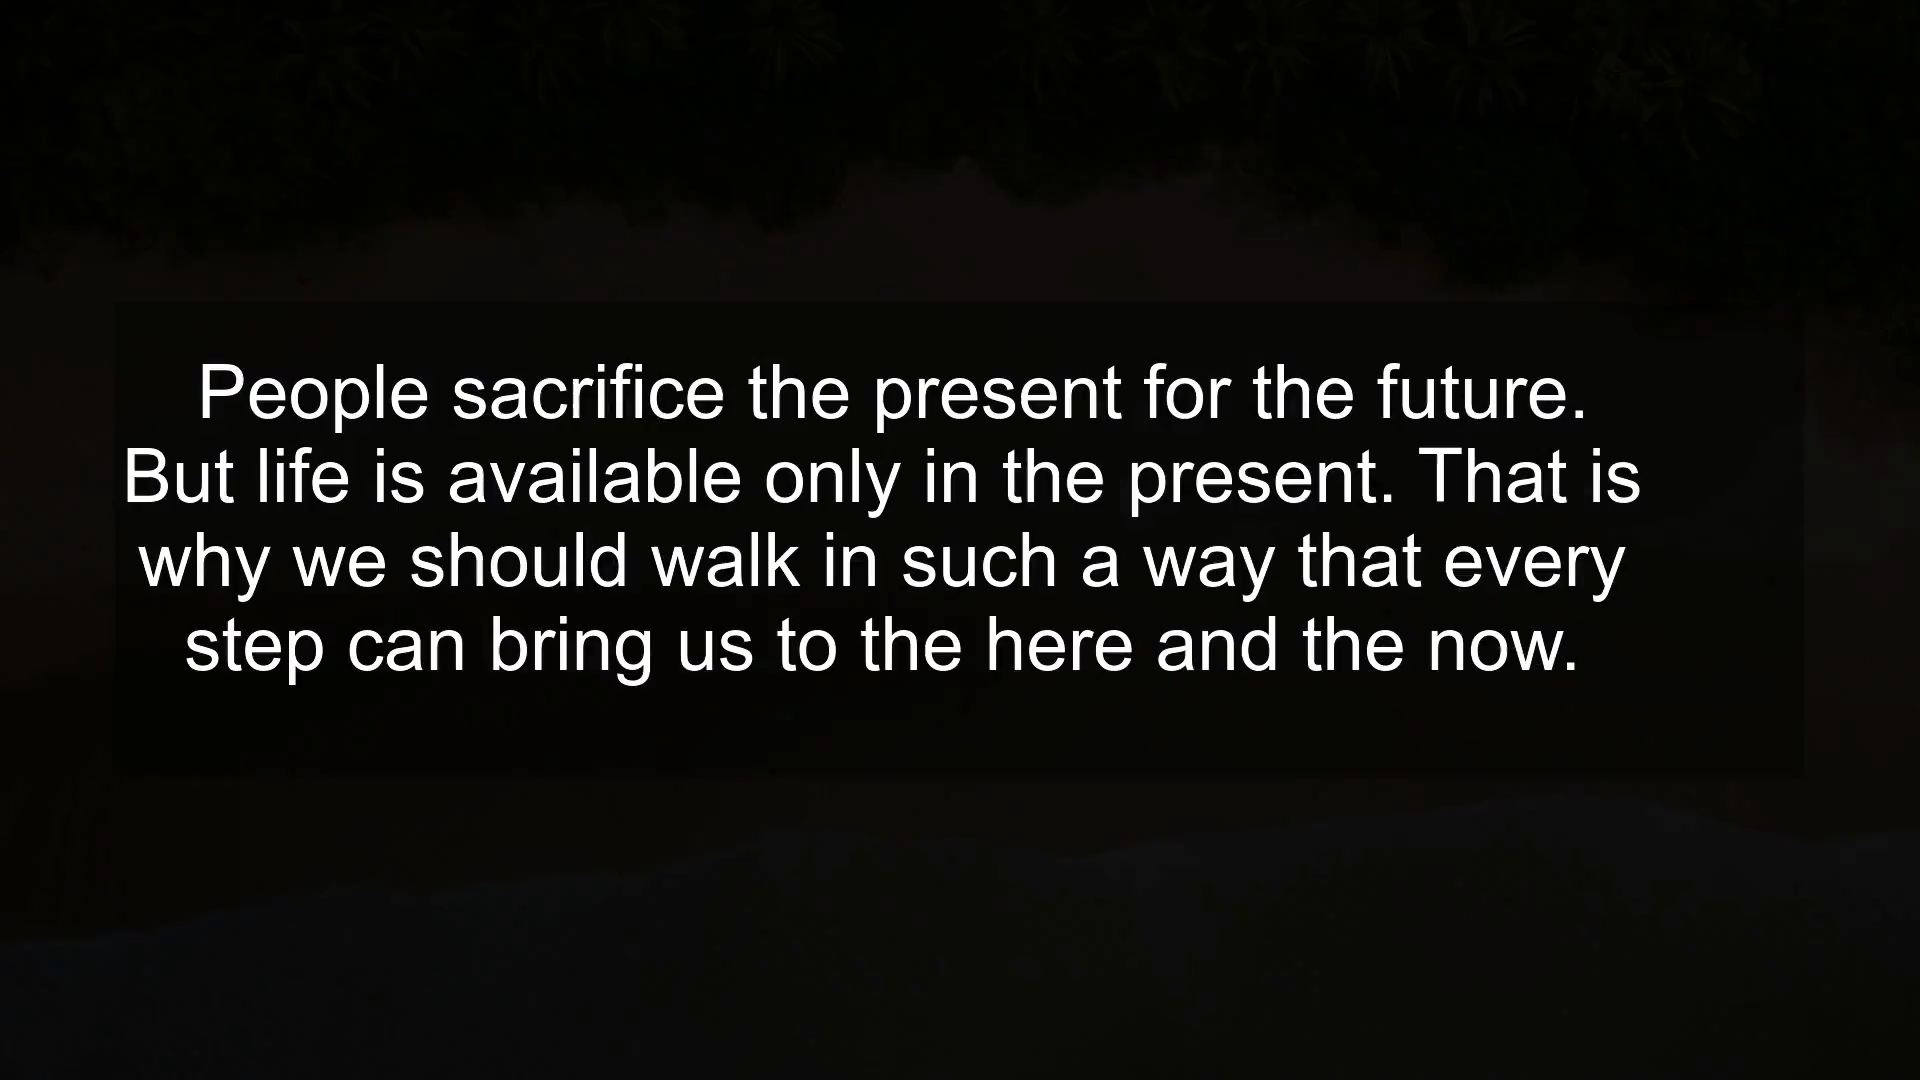 People sacrifice the present for the future.
But life is available only in the present. That is
why we should walk in such a way that every
step can bring us to the here and the now.